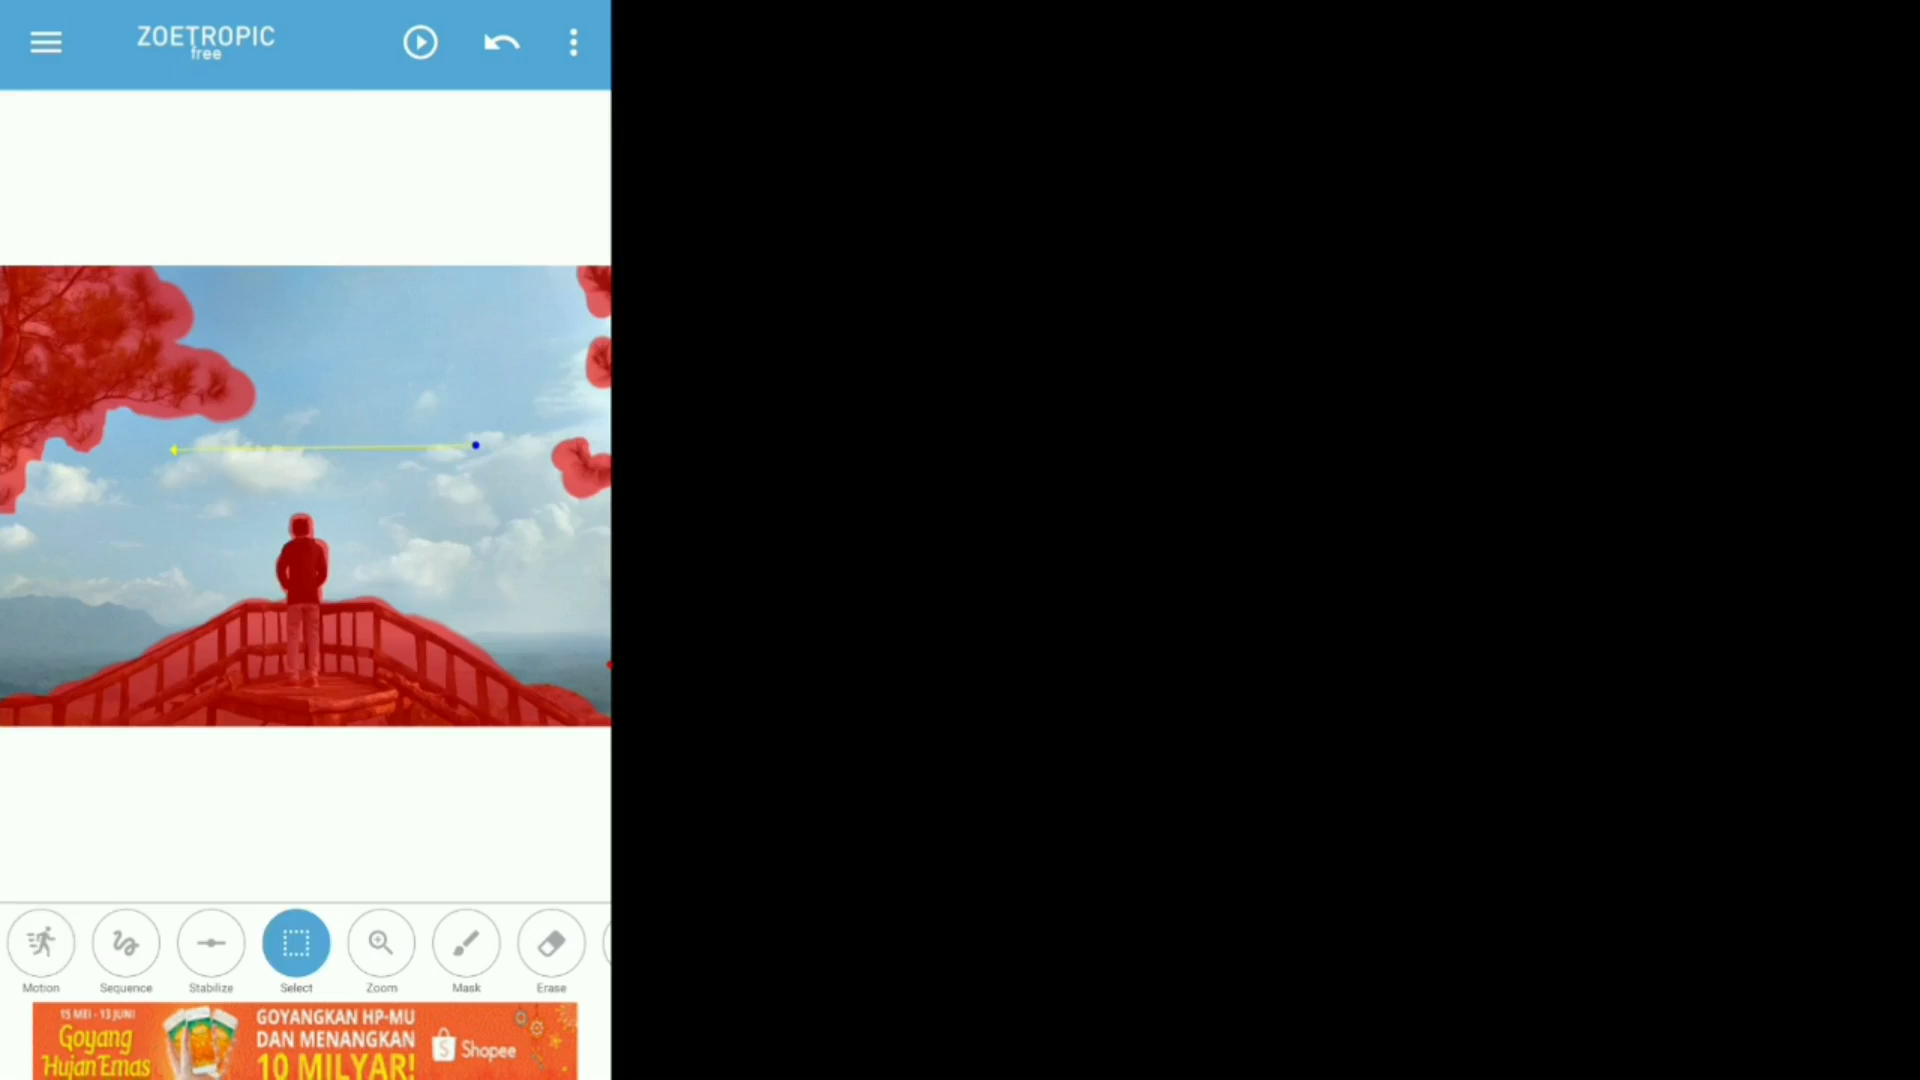 ZOETROPIC
free
Motion
Sequence
Stabilize
Select
Zoom
Mask
Erase
15 MEI - 13 JUNI
Goyang
Hujan Emas
GOYANGKAN HP-MU
DAN MENANGKAN
10 MILYAR!
S Shopee